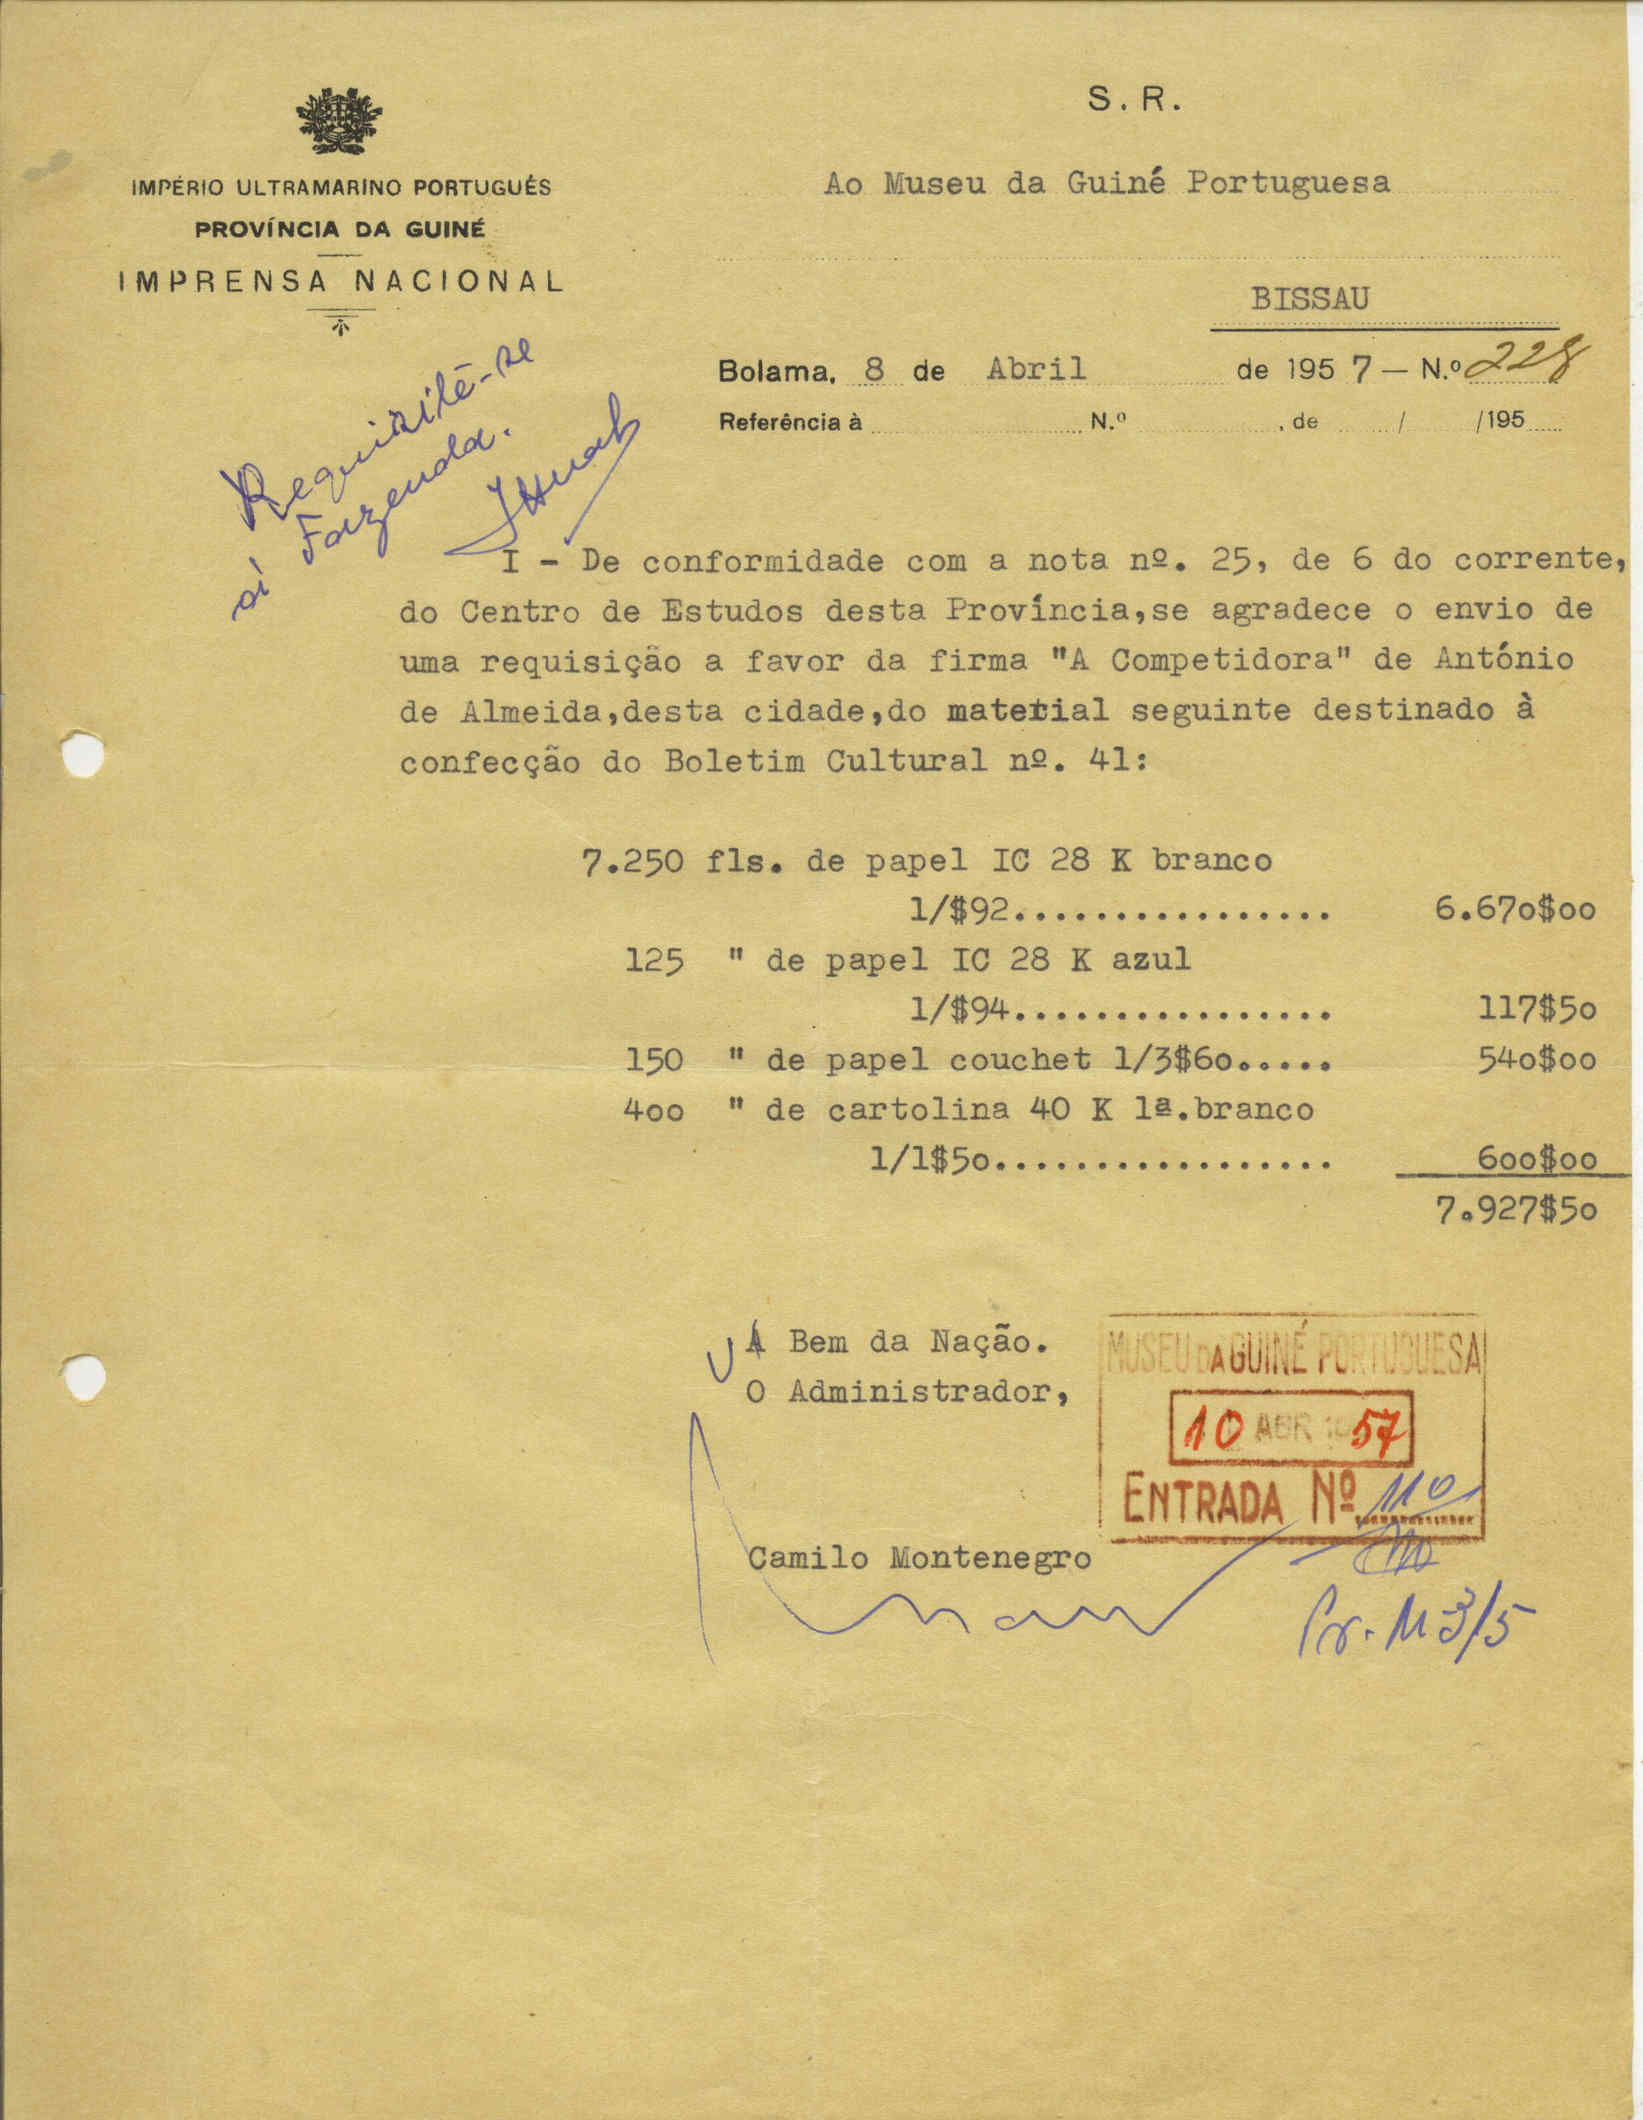 S. R.
IMPÉRIO ULTRAMARINO PORTUGUÊS
PROVÍNCIA DA GUINÉ
IMPRENSA NACIONAL
Ao Museu da Guiné Portuguesa
BISSAU
Bolama, 8 de Abril de 1957 — N.º 228
Referência à N.º , de / /195
Requisite-se
à Fazenda.
I - De conformidade com a nota nº. 25, de 6 do corrente,
do Centro de Estudos desta Província,se agradece o envio de
uma requisição a favor da firma "A Competidora" de António
de Almeida,desta cidade,do material seguinte destinado à
confecção do Boletim Cultural nº. 41:
7.250 fls. de papel IC 28 K branco
1/$92................ 6.670$00
125 " de papel IC 28 K azul
1/$94................ 117$50
150 " de papel couchet 1/3$60..... 540$00
400 " de cartolina 40 K 1ª.branco
1/1$50................. 600$00
7.927$50
A Bem da Nação.
O Administrador,
Camilo Montenegro
MUSEU DA GUINÉ PORTUGUESA
10 ABR 1957
ENTRADA Nº 110
Pr. M 3/5